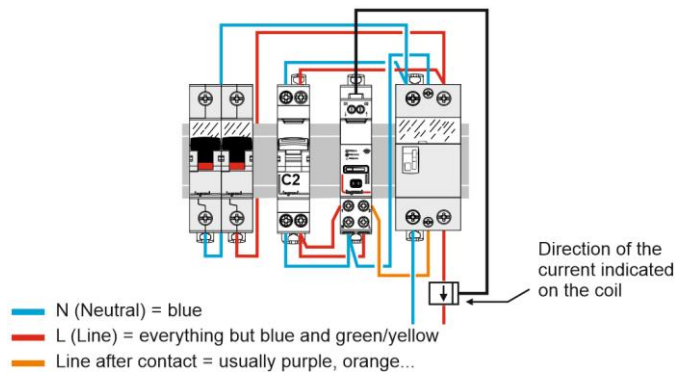 C2
Direction of the
current indicated
on the coil
N (Neutral) = blue
L (Line) = everything but blue and green/yellow
Line after contact = usually purple, orange...